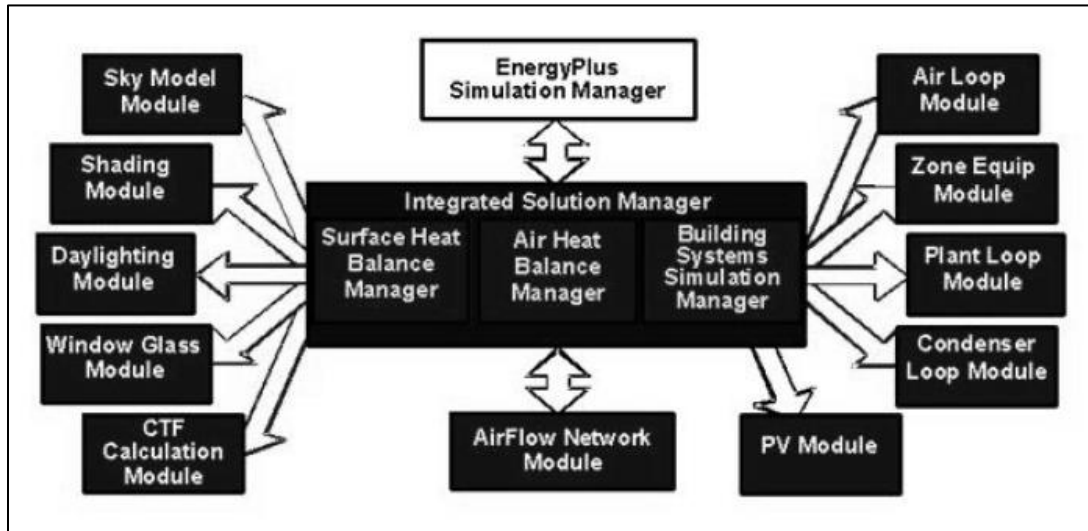 Sky Model
Module
Shading
Module
Daylighting
Module
Window Glass
Module
CTF
Calculation
Module
EnergyPlus
Simulation Manager
Integrated Solution Manager
Surface Heat
Balance
Manager
Air Heat
Balance
Manager
Building
Systems
Simulation
Manager
AirFlow Network
Module
Air Loop
Module
Zone Equip
Module
Plant Loop
Module
Condenser
Loop Module
PV Module